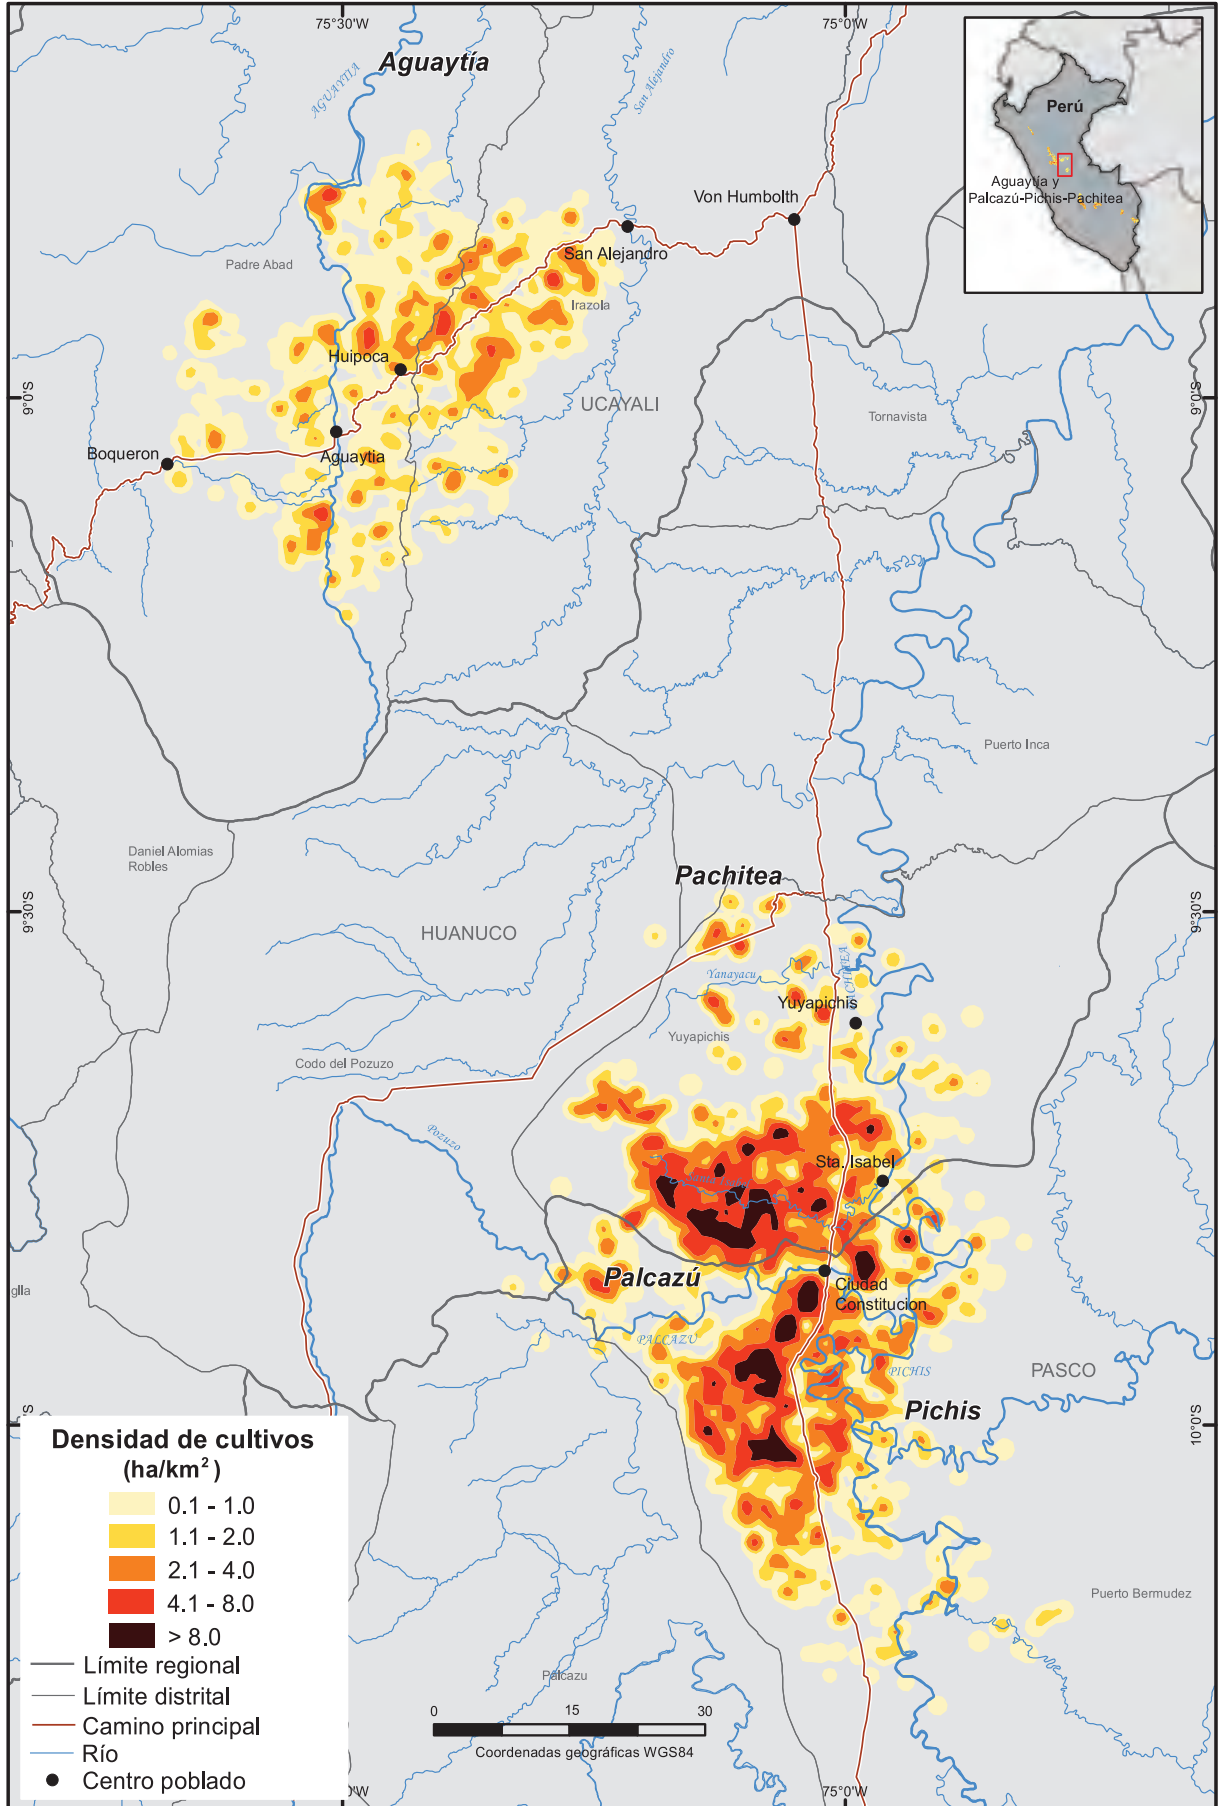 75°30'W
75°0'W
Aguaytía
AGUAYTIA
San Alejandro
Perú
Aguaytía y
Palcazú-Pichis-Pachitea
Von Humbolth
San Alejandro
Padre Abad
Irazola
Huipoca
9°0'S
9°0'S
UCAYALI
Tornavista
Boqueron
Aguaytia
Puerto Inca
Daniel Alomias
Robles
Pachitea
9°30'S
9°30'S
HUANUCO
Yanayacu
Yuyapichis
Yuyapichis
Codo del Pozuzo
Pozuzo
Sta. Isabel
Santa Isabel
Palcazú
Ciudad
Constitucion
glla
PALCAZU
PICHIS
PASCO
Pichis
10°0'S
Densidad de cultivos
(ha/km²)
0.1 - 1.0
1.1 - 2.0
2.1 - 4.0
4.1 - 8.0
> 8.0
Límite regional
Límite distrital
Camino principal
Río
Centro poblado
Puerto Bermudez
Palcazu
0 15 30
Coordenadas geográficas WGS84
75°0'W